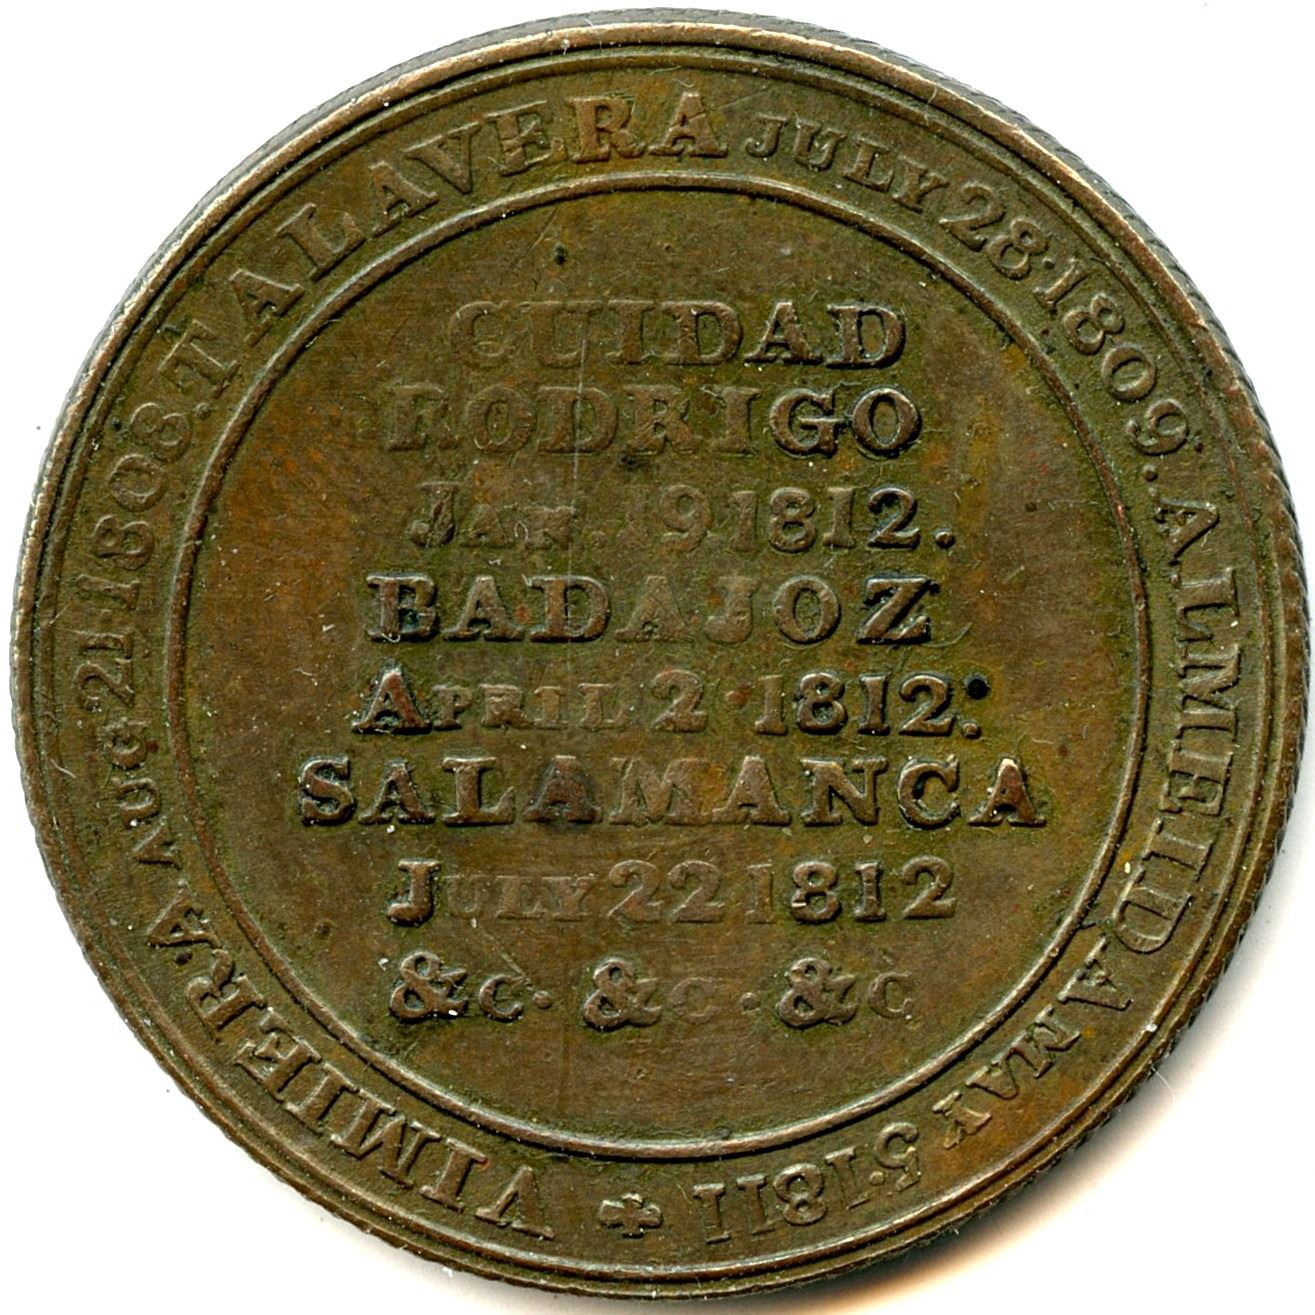 VIMIERA AUG 21·1808.TALAVERA JULY 28·1809.ALMEIDA MAY 5·1811
CUIDAD
RODRIGO
JAN. 19 1812.
BADAJOZ
APRIL 2·1812.
SALAMANCA
JULY 22 1812
&C· &C· &C